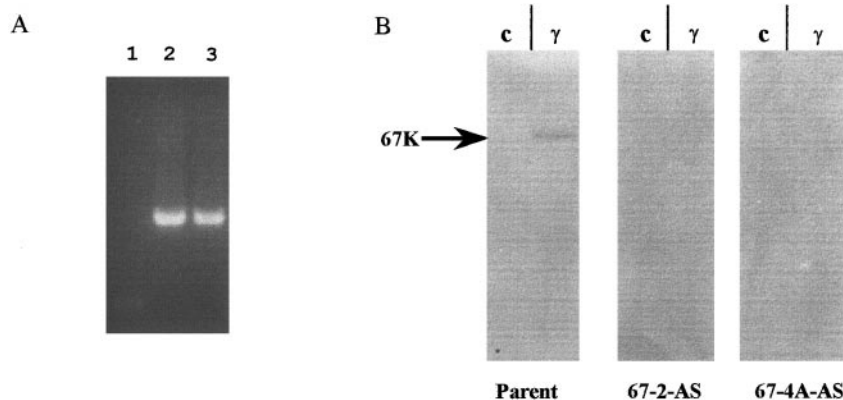 A
1 2 3
B
c γ
c γ
c γ
67K
Parent
67-2-AS
67-4A-AS